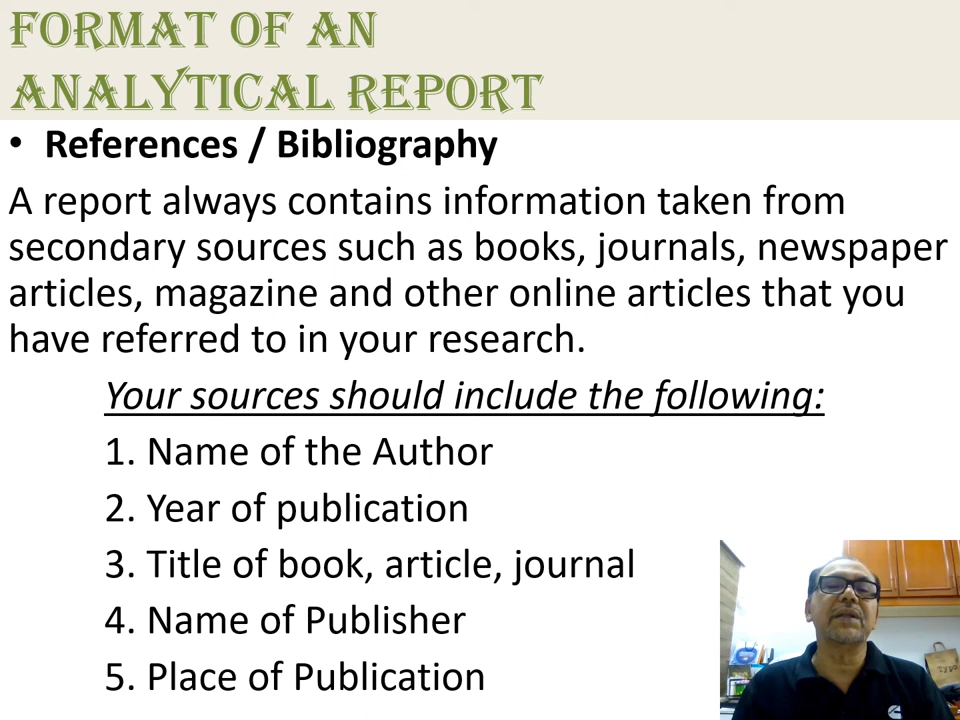 FORMAT OF AN
ANALYTICAL REPORT
• References / Bibliography
A report always contains information taken from
secondary sources such as books, journals, newspaper
articles, magazine and other online articles that you
have referred to in your research.
Your sources should include the following:
1. Name of the Author
2. Year of publication
3. Title of book, article, journal
4. Name of Publisher
5. Place of Publication